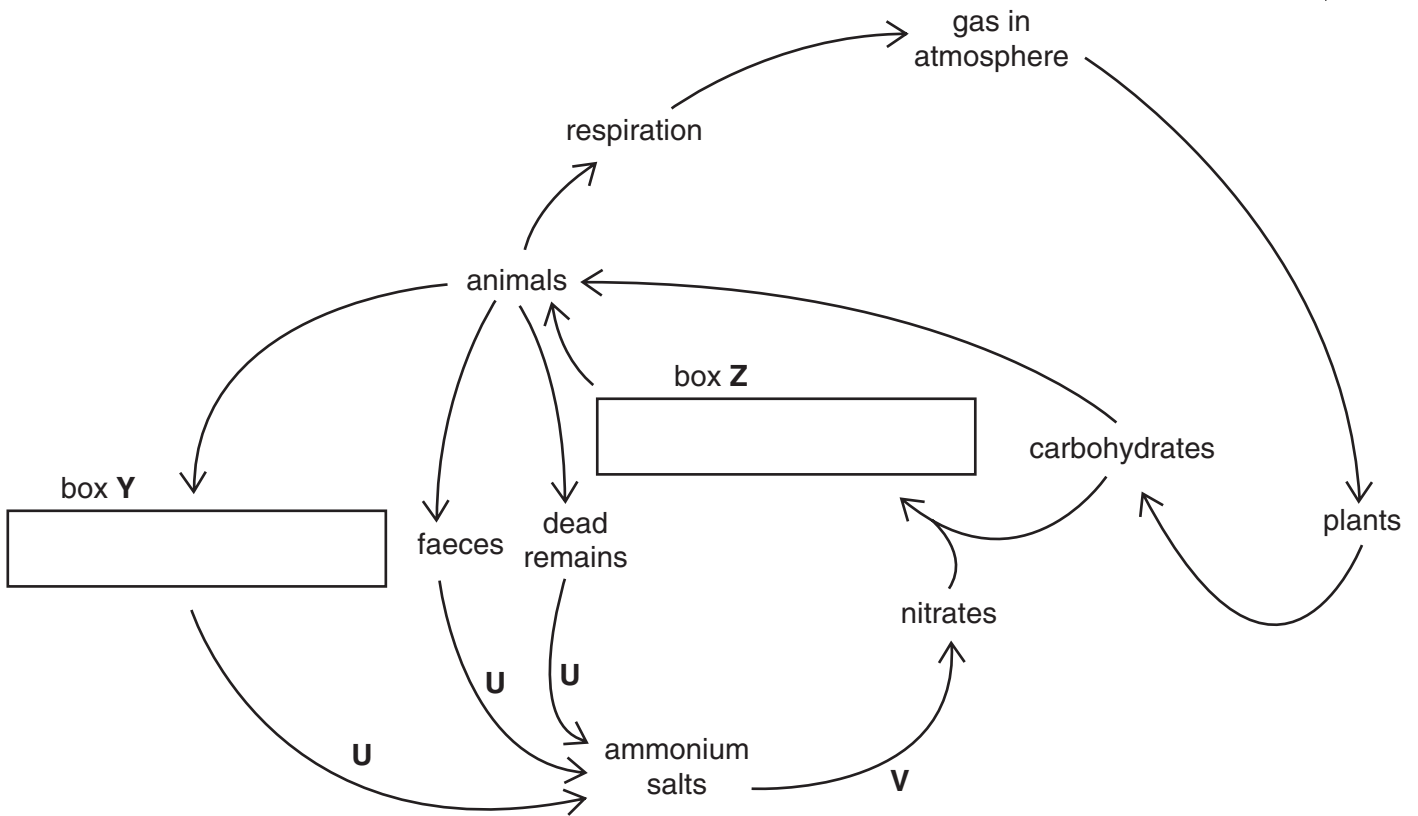 gas in
atmosphere
respiration
animals
box Z
carbohydrates
box Y
plants
dead
remains
faeces
nitrates
U
U
U
ammonium
salts
V